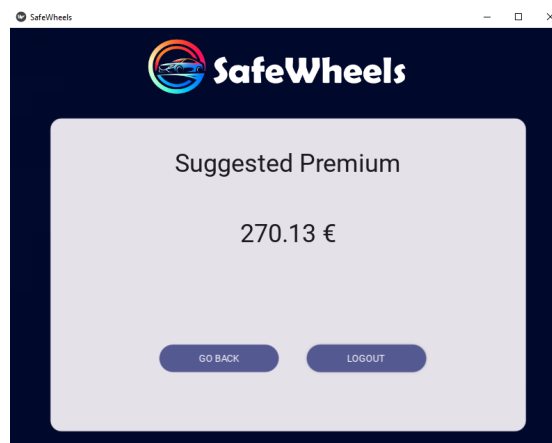 SafeWheels
SafeWheels
Suggested Premium
270.13 €
GO BACK LOGOUT